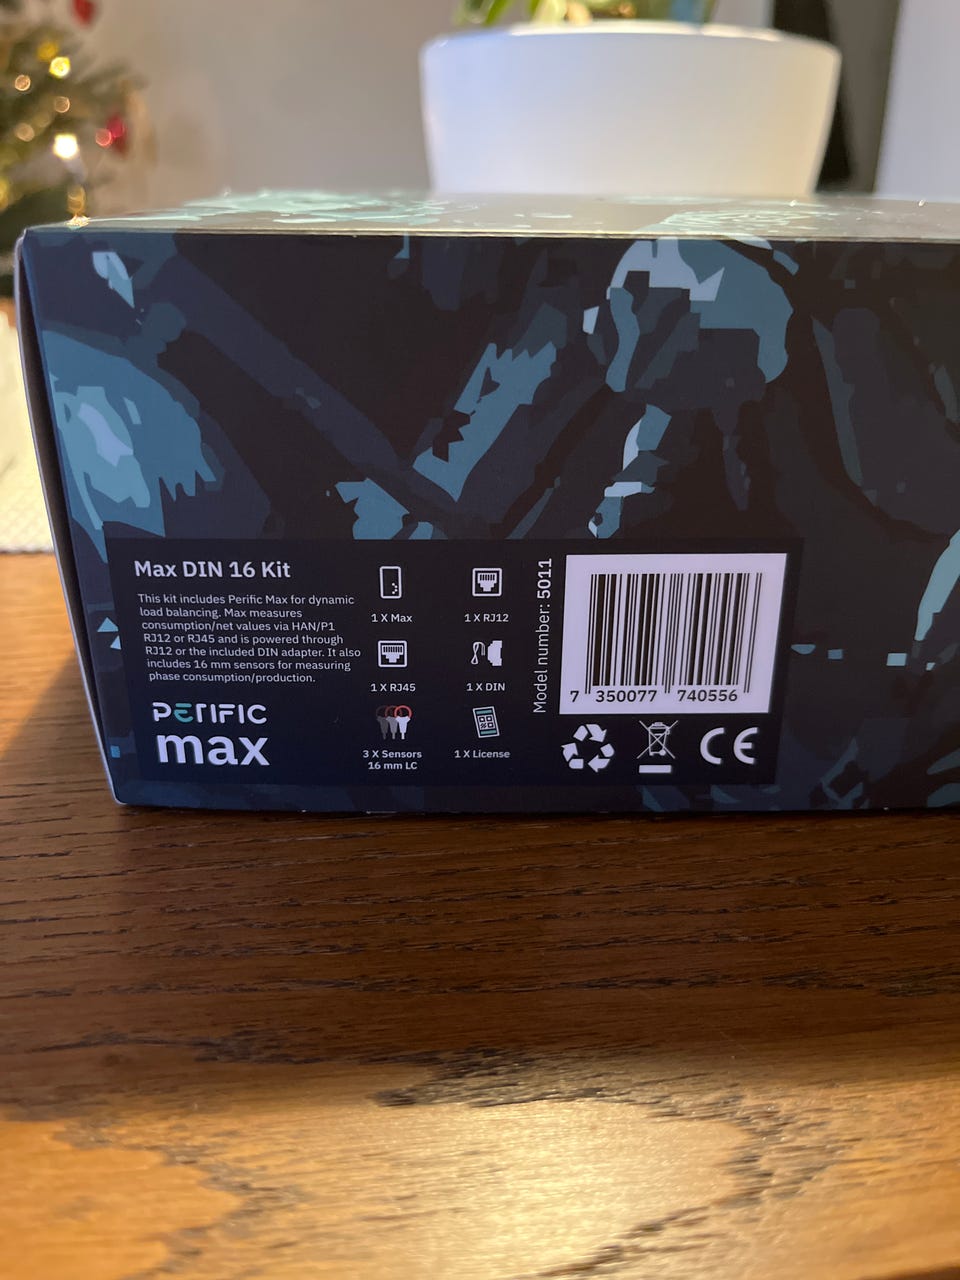 Max DIN 16 Kit
This kit includes Perific Max for dynamic
load balancing. Max measures
consumption/net values via HAN/P1
RJ12 or RJ45 and is powered through
RJ12 or the included DIN adapter. It also
includes 16 mm sensors for measuring
phase consumption/production.
PERIFIC
max
1 X Max
1 X RJ12
1 X RJ45
1 X DIN
3 X Sensors
16 mm LC
1 X License
Model number: 5011
7 350077 740556
CE